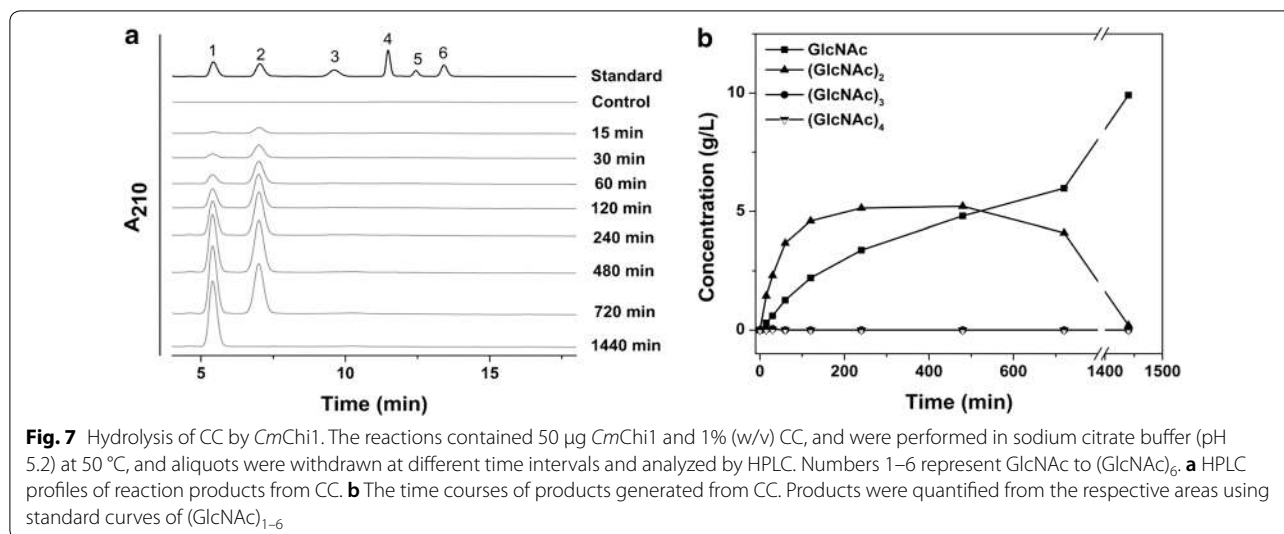 a
1 2 3 4 5 6
Standard
Control
15 min
30 min
60 min
120 min
240 min
480 min
720 min
1440 min
A210
5 10 15
Time (min)
b
GlcNAc
(GlcNAc)2
(GlcNAc)3
(GlcNAc)4
10
5
0
Concentration (g/L)
0 200 400 600 1400 1500
Time (min)
Fig. 7 Hydrolysis of CC by CmChi1. The reactions contained 50 µg CmChi1 and 1% (w/v) CC, and were performed in sodium citrate buffer (pH
5.2) at 50 °C, and aliquots were withdrawn at different time intervals and analyzed by HPLC. Numbers 1–6 represent GlcNAc to (GlcNAc)6. a HPLC
profiles of reaction products from CC. b The time courses of products generated from CC. Products were quantified from the respective areas using
standard curves of (GlcNAc)1–6